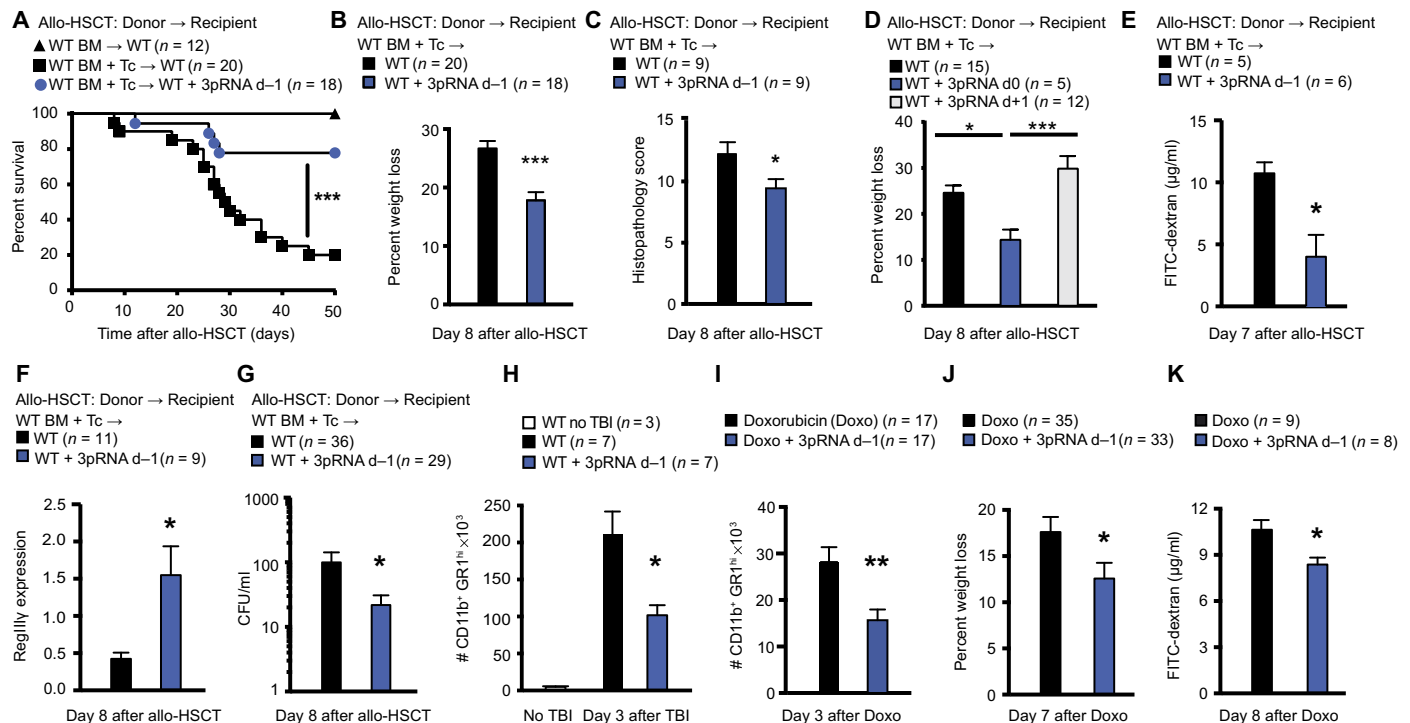 A
Allo-HSCT: Donor → Recipient
WT BM → WT (n = 12)
WT BM + Tc → WT (n = 20)
WT BM + Tc → WT + 3pRNA d–1 (n = 18)
Percent survival
100
80
60
40
20
0
0
10
20
30
40
50
***
Time after allo-HSCT (days)
B
Allo-HSCT: Donor → Recipient
WT BM + Tc →
WT (n = 20)
WT + 3pRNA d–1 (n = 18)
Percent weight loss
30
20
10
0
***
Day 8 after allo-HSCT
C
Allo-HSCT: Donor → Recipient
WT BM + Tc →
WT (n = 9)
WT + 3pRNA d–1 (n = 9)
Histopathology score
15
10
5
0
*
Day 8 after allo-HSCT
D
Allo-HSCT: Donor → Recipient
WT BM + Tc →
WT (n = 15)
WT + 3pRNA d0 (n = 5)
WT + 3pRNA d+1 (n = 12)
Percent weight loss
40
30
20
10
0
*
***
Day 8 after allo-HSCT
E
Allo-HSCT: Donor → Recipient
WT BM + Tc →
WT (n = 5)
WT + 3pRNA d–1 (n = 6)
FITC-dextran (µg/ml)
15
10
5
0
*
Day 7 after allo-HSCT
F
Allo-HSCT: Donor → Recipient
WT BM + Tc →
WT (n = 11)
WT + 3pRNA d–1(n = 9)
RegIIIγ expression
2.5
2.0
1.5
1.0
0.5
0.0
*
Day 8 after allo-HSCT
G
Allo-HSCT: Donor → Recipient
WT BM + Tc →
WT (n = 36)
WT + 3pRNA d–1(n = 29)
CFU/ml
1000
100
10
1
*
Day 8 after allo-HSCT
H
WT no TBI (n = 3)
WT (n = 7)
WT + 3pRNA d–1 (n = 7)
# CD11b⁺ GR1ʰⁱ ×10³
250
200
150
100
50
0
*
No TBI Day 3 after TBI
I
Doxorubicin (Doxo) (n = 17)
Doxo + 3pRNA d–1(n = 17)
# CD11b⁺ GR1ʰⁱ ×10³
40
30
20
10
0
**
Day 3 after Doxo
J
Doxo (n = 35)
Doxo + 3pRNA d–1(n = 33)
Percent weight loss
20
15
10
5
0
*
Day 7 after Doxo
K
Doxo (n = 9)
Doxo + 3pRNA d–1 (n = 8)
FITC-dextran (µg/ml)
12
9
6
3
0
*
Day 8 after Doxo